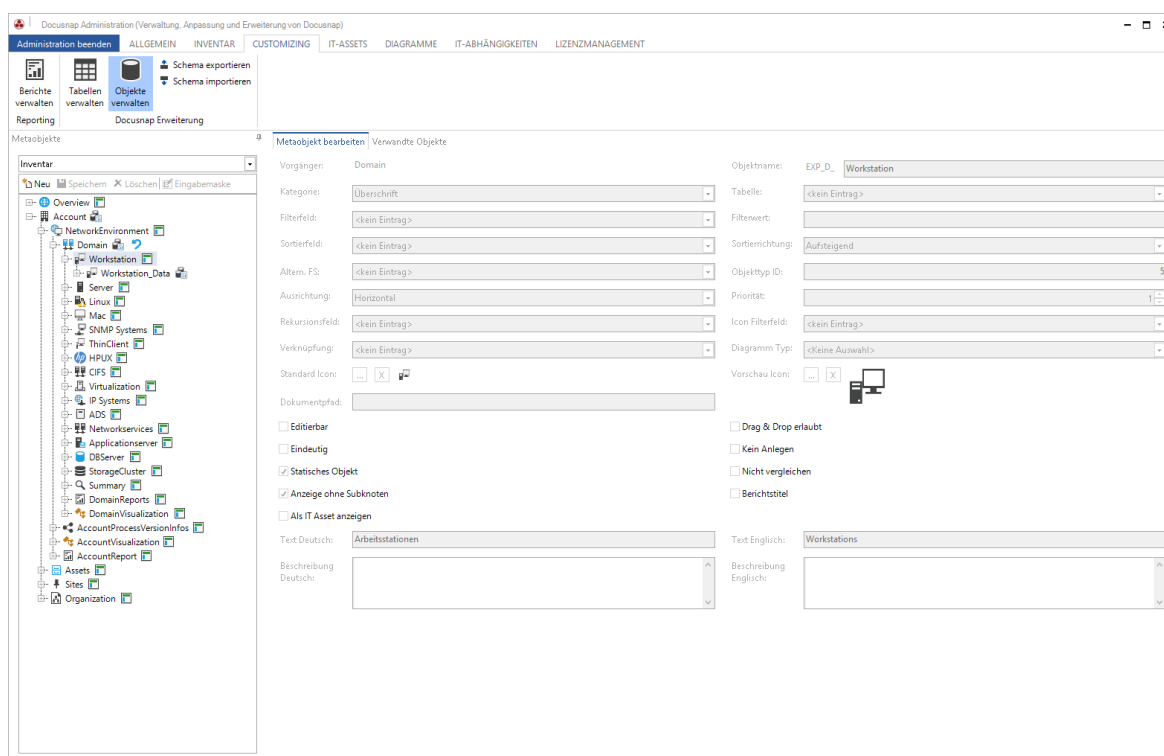 Docusnap Administration (Verwaltung, Anpassung und Erweiterung von Docusnap)
Administration beenden ALLGEMEIN INVENTAR CUSTOMIZING IT-ASSETS DIAGRAMME IT-ABHÄNGIGKEITEN LIZENZMANAGEMENT
Berichte verwalten
Tabellen verwalten
Objekte verwalten
Schema exportieren
Schema importieren
Reporting
Docusnap Erweiterung
Metaobjekte
Inventar
Neu Speichern Löschen Eingabemaske
Overview
Account
NetworkEnvironment
Domain
Workstation
Workstation_Data
Server
Linux
Mac
SNMP Systems
ThinClient
HPUX
CIFS
Virtualization
IP Systems
ADS
Networkservices
Applicationserver
DBServer
StorageCluster
Summary
DomainReports
DomainVisualization
AccountProcessVersionInfos
AccountVisualization
AccountReport
Assets
Sites
Organization
Metaobjekt bearbeiten Verwandte Objekte
Vorgänger: Domain Objektname: EXP_D_ Workstation
Kategorie: Überschrift Tabelle: <kein Eintrag>
Filterfeld: <kein Eintrag> Filterwert:
Sortierfeld: <kein Eintrag> Sortierrichtung: Aufsteigend
Altern. FS: <kein Eintrag> Objekttyp ID: 5
Ausrichtung: Horizontal Priorität: 1
Rekursionsfeld: <kein Eintrag> Icon Filterfeld: <kein Eintrag>
Verknüpfung: <kein Eintrag> Diagramm Typ: <Keine Auswahl>
Standard Icon: ... X Vorschau Icon: ... X
Dokumentpfad:
Editierbar Drag & Drop erlaubt
Eindeutig Kein Anlegen
Statisches Objekt Nicht vergleichen
Anzeige ohne Subknoten Berichtstitel
Als IT Asset anzeigen
Text Deutsch: Arbeitsstationen Text Englisch: Workstations
Beschreibung Deutsch: Beschreibung Englisch: